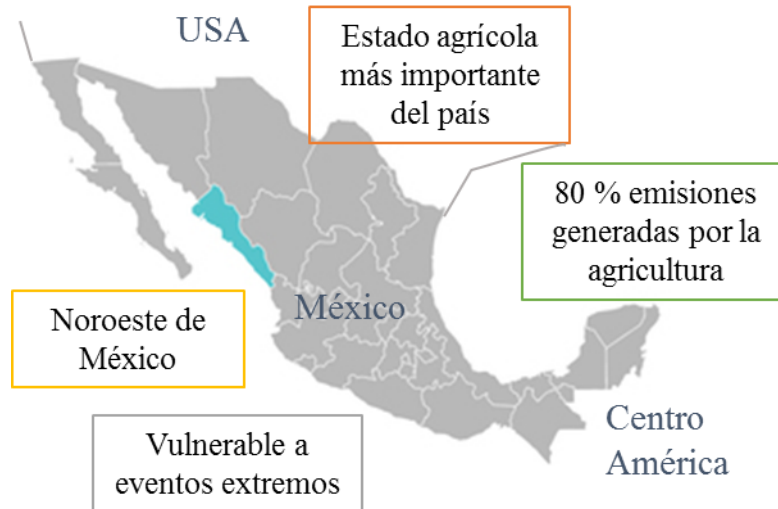 USA
Estado agrícola
más importante
del país
80 % emisiones
generadas por la
agricultura
Noroeste de
México
México
Vulnerable a
eventos extremos
Centro
América